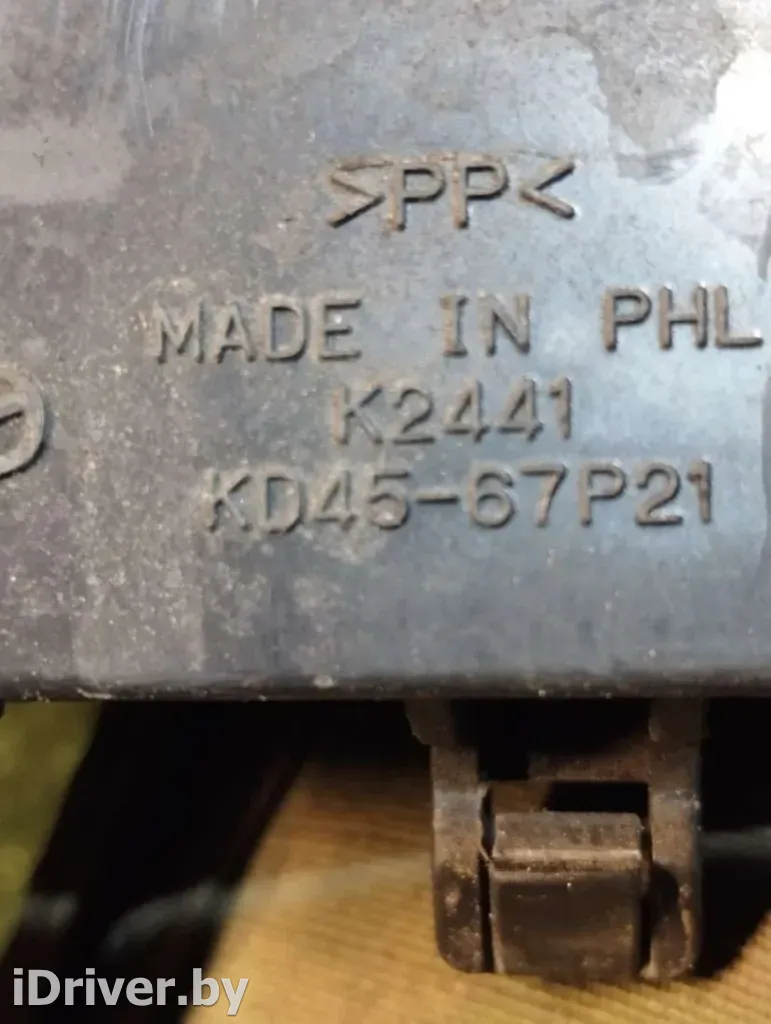 >PP<
MADE IN PHL
K2441
KD45-67P21
iDriver.by